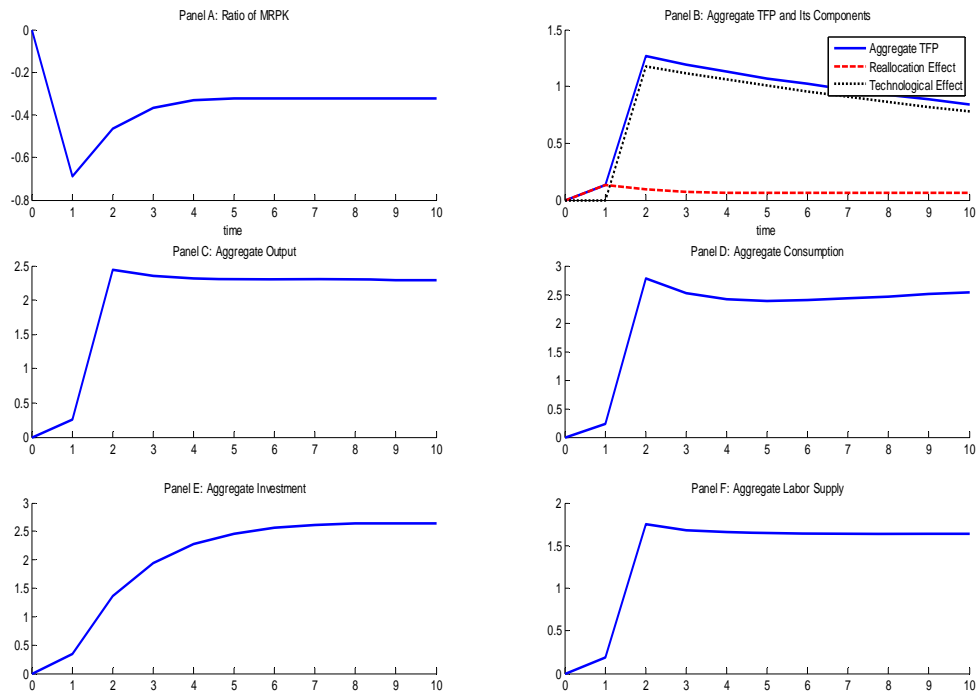 Panel A: Ratio of MRPK
0
-0.2
-0.4
-0.6
-0.8
0 1 2 3 4 5 6 7 8 9 10
time
Panel B: Aggregate TFP and Its Components
1.5
1
0.5
0
Aggregate TFP
Reallocation Effect
Technological Effect
0 1 2 3 4 5 6 7 8 9 10
time
Panel C: Aggregate Output
2.5
2
1.5
1
0.5
0
0 1 2 3 4 5 6 7 8 9 10
Panel D: Aggregate Consumption
3
2.5
2
1.5
1
0.5
0
0 1 2 3 4 5 6 7 8 9 10
Panel E: Aggregate Investment
3
2.5
2
1.5
1
0.5
0
0 1 2 3 4 5 6 7 8 9 10
Panel F: Aggregate Labor Supply
2
1.5
1
0.5
0
0 1 2 3 4 5 6 7 8 9 10